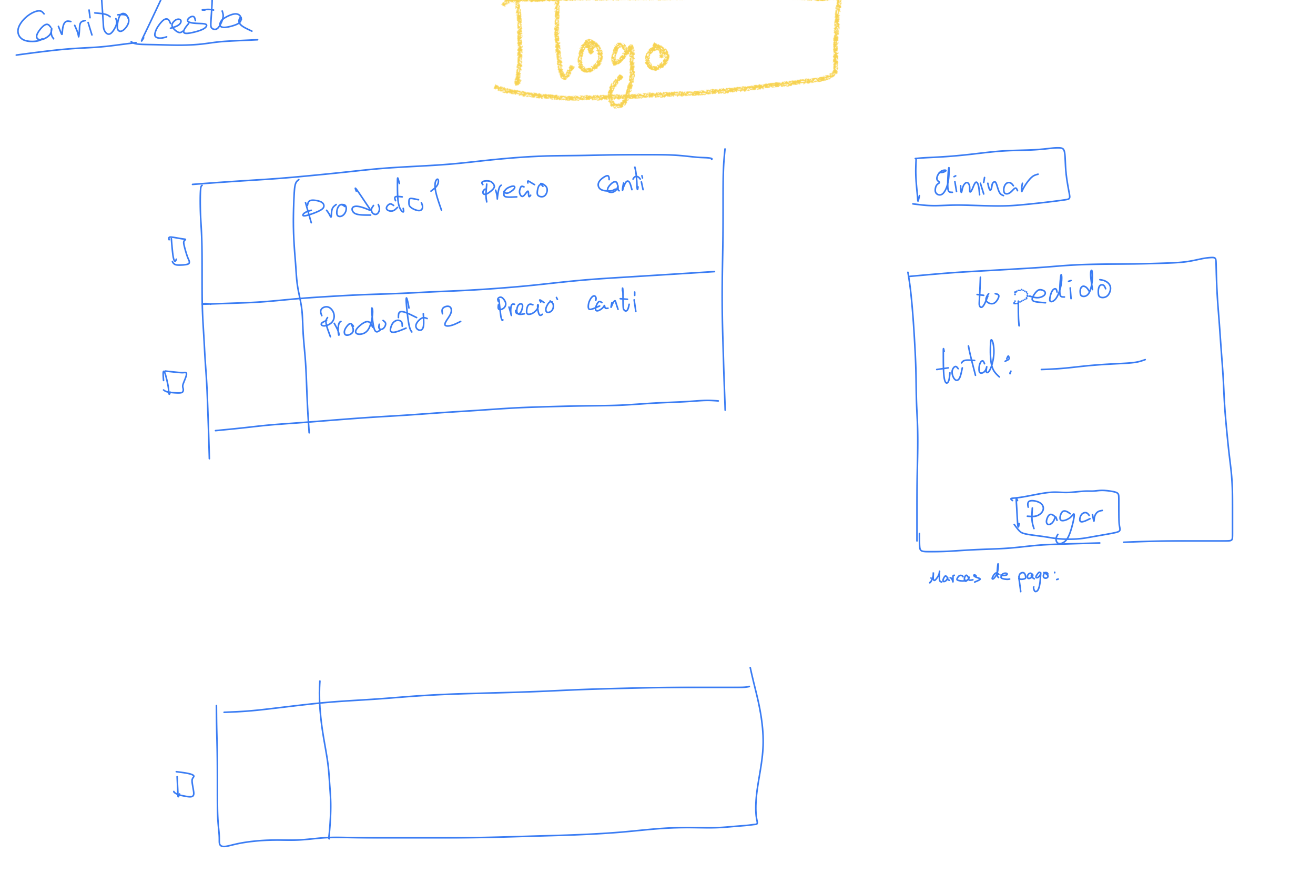 Carrito/cesta
logo
Producto 1 Precio Canti
Eliminar
Producto 2 Precio Canti
tu pedido
total:
Pagar
Marcas de pago: